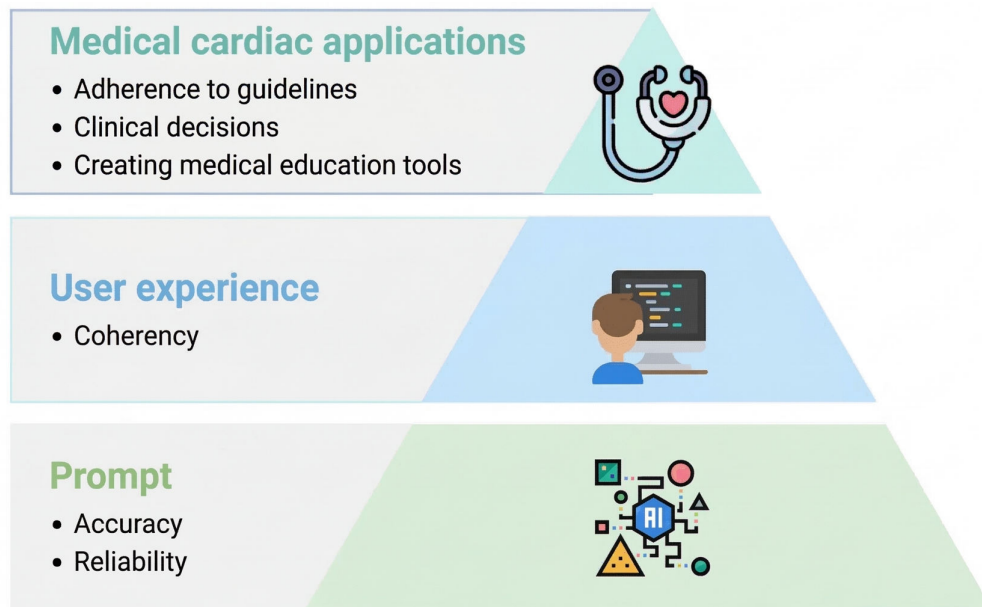 Medical cardiac applications
• Adherence to guidelines
• Clinical decisions
• Creating medical education tools
User experience
• Coherency
Prompt
• Accuracy
• Reliability
AI